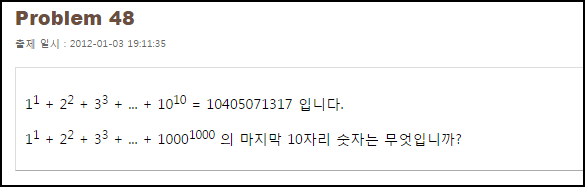 Problem 48
출제 일시 : 2012-01-03 19:11:35
1¹ + 2² + 3³ + ... + 10¹⁰ = 10405071317 입니다.
1¹ + 2² + 3³ + ... + 1000¹⁰⁰⁰ 의 마지막 10자리 숫자는 무엇입니까?